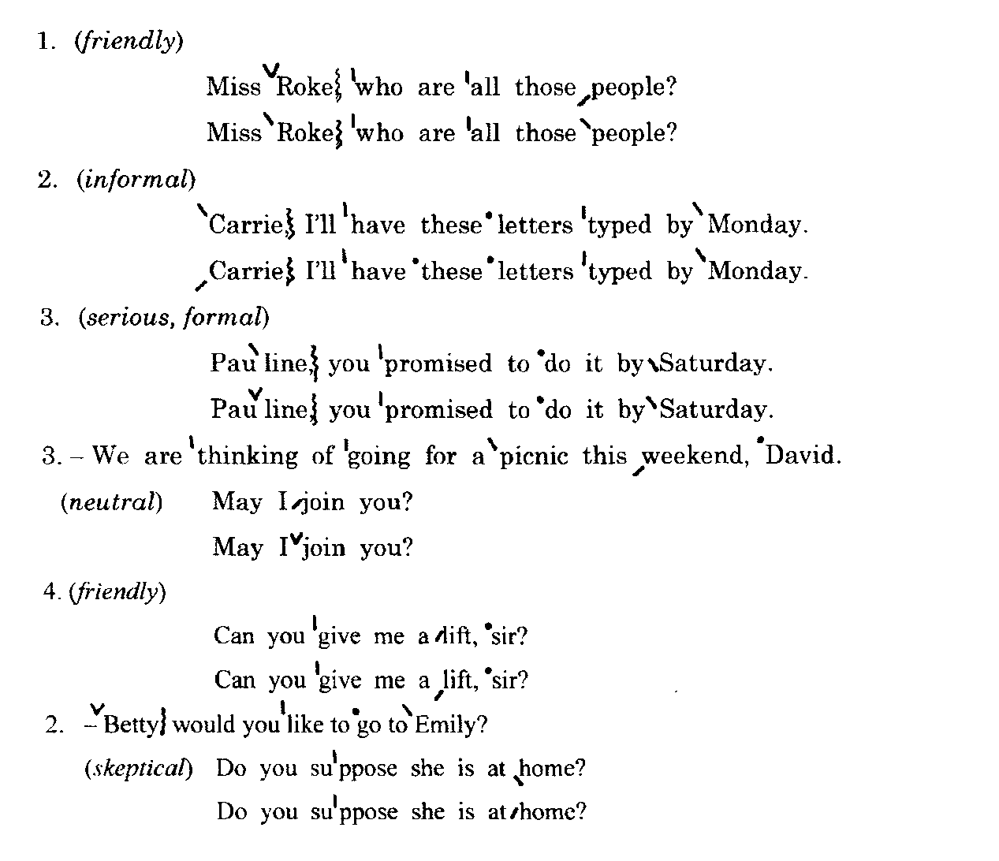 1. (friendly)
Miss ˇRoke⸾ ˈwho are ˈall those ˏpeople?
Miss ˋRoke⸾ ˈwho are ˈall those ˋpeople?
2. (informal)
ˋCarrie⸾ I'll ˈhave these •letters ˈtyped by ˋMonday.
ˏCarrie⸾ I'll ˈhave •these •letters ˈtyped by ˋMonday.
3. (serious, formal)
Pauˋline,⸾ you ˈpromised to •do it by ˎSaturday.
Pauˇline,⸾ you ˈpromised to •do it by ˋSaturday.
3. – We are ˈthinking of ˈgoing for a ˋpicnic this ˏweekend, •David.
(neutral) May I ˏjoin you?
May I ˇjoin you?
4. (friendly)
Can you ˈgive me a ˊlift, •sir?
Can you ˈgive me a ˏlift, •sir?
2. – ˇBetty⸾ would you ˈlike to •go to ˋEmily?
(skeptical) Do you suˈppose she is at ˎhome?
Do you suˈppose she is at ˊhome?